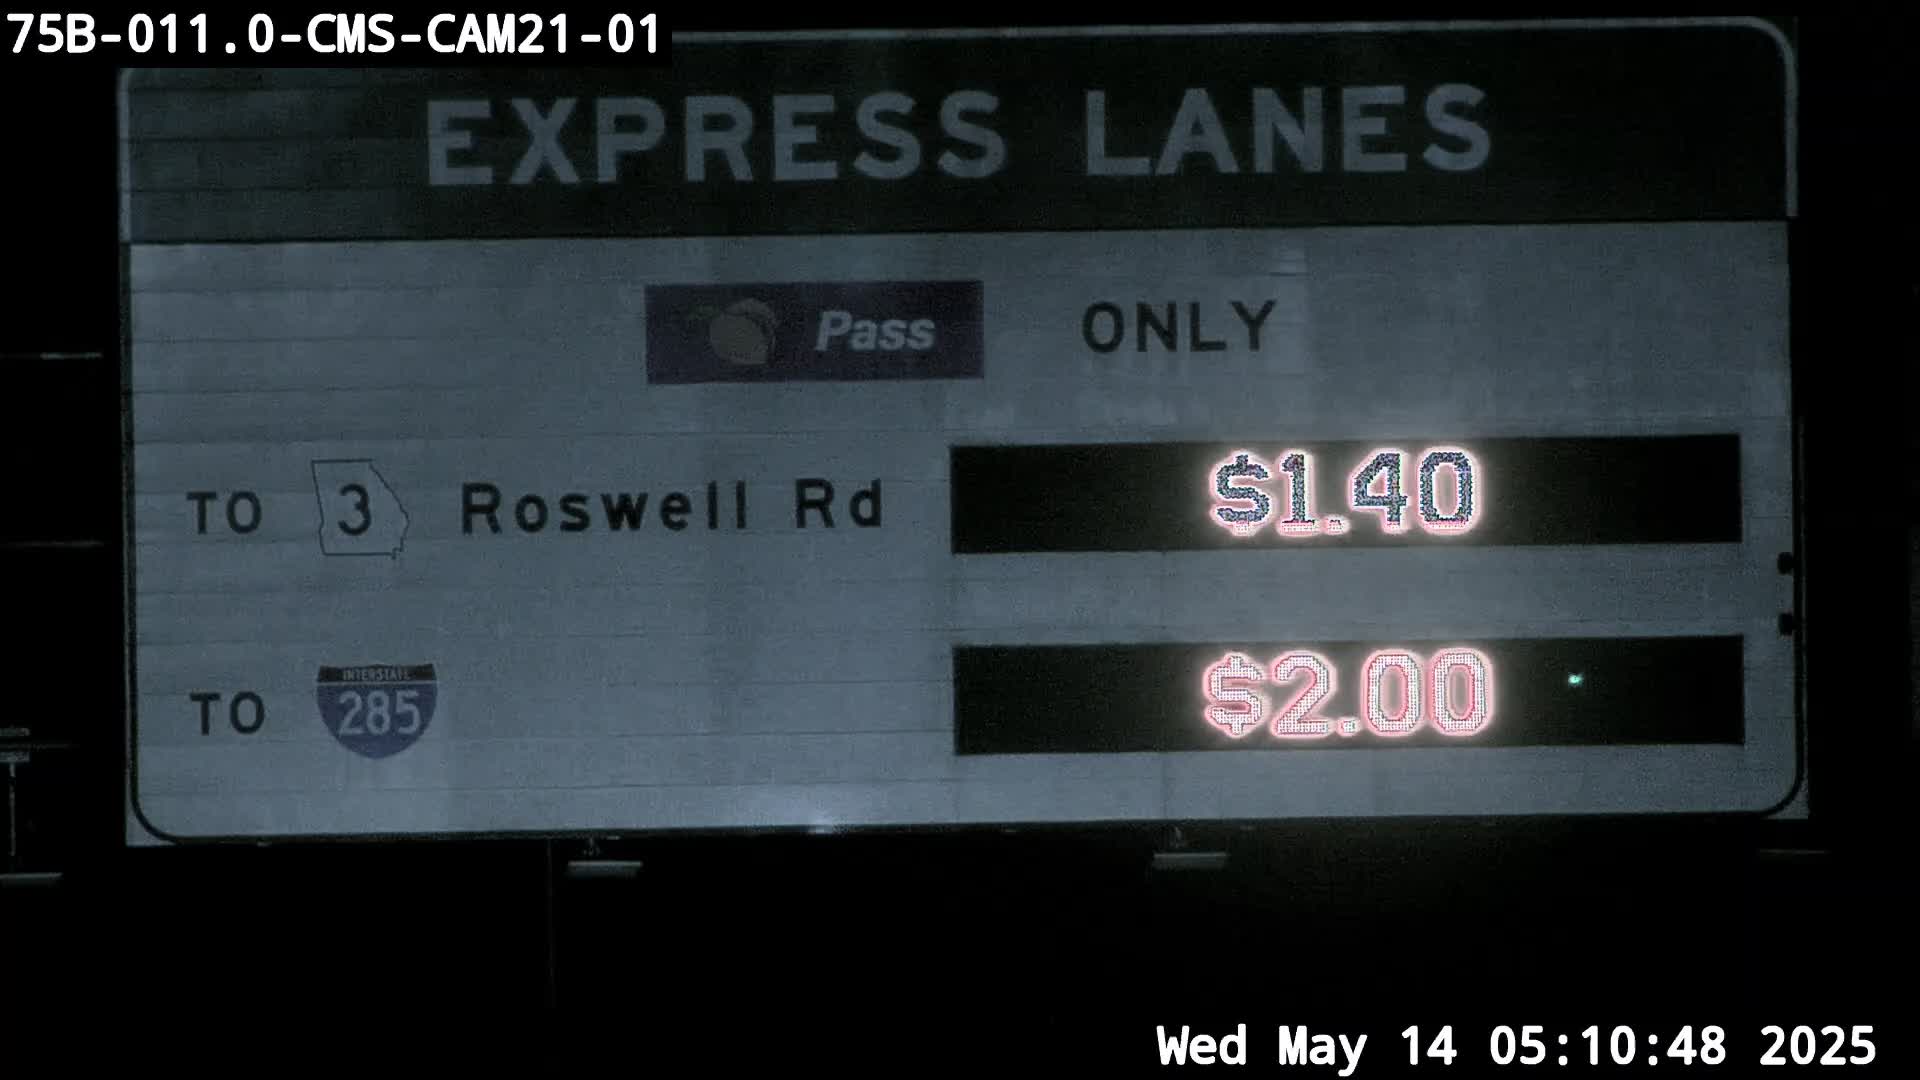 75B-011.0-CMS-CAM21-01
EXPRESS LANES
Pass ONLY
TO 3 Roswell Rd $1.40
TO INTERSTATE 285 $2.00
Wed May 14 05:10:48 2025